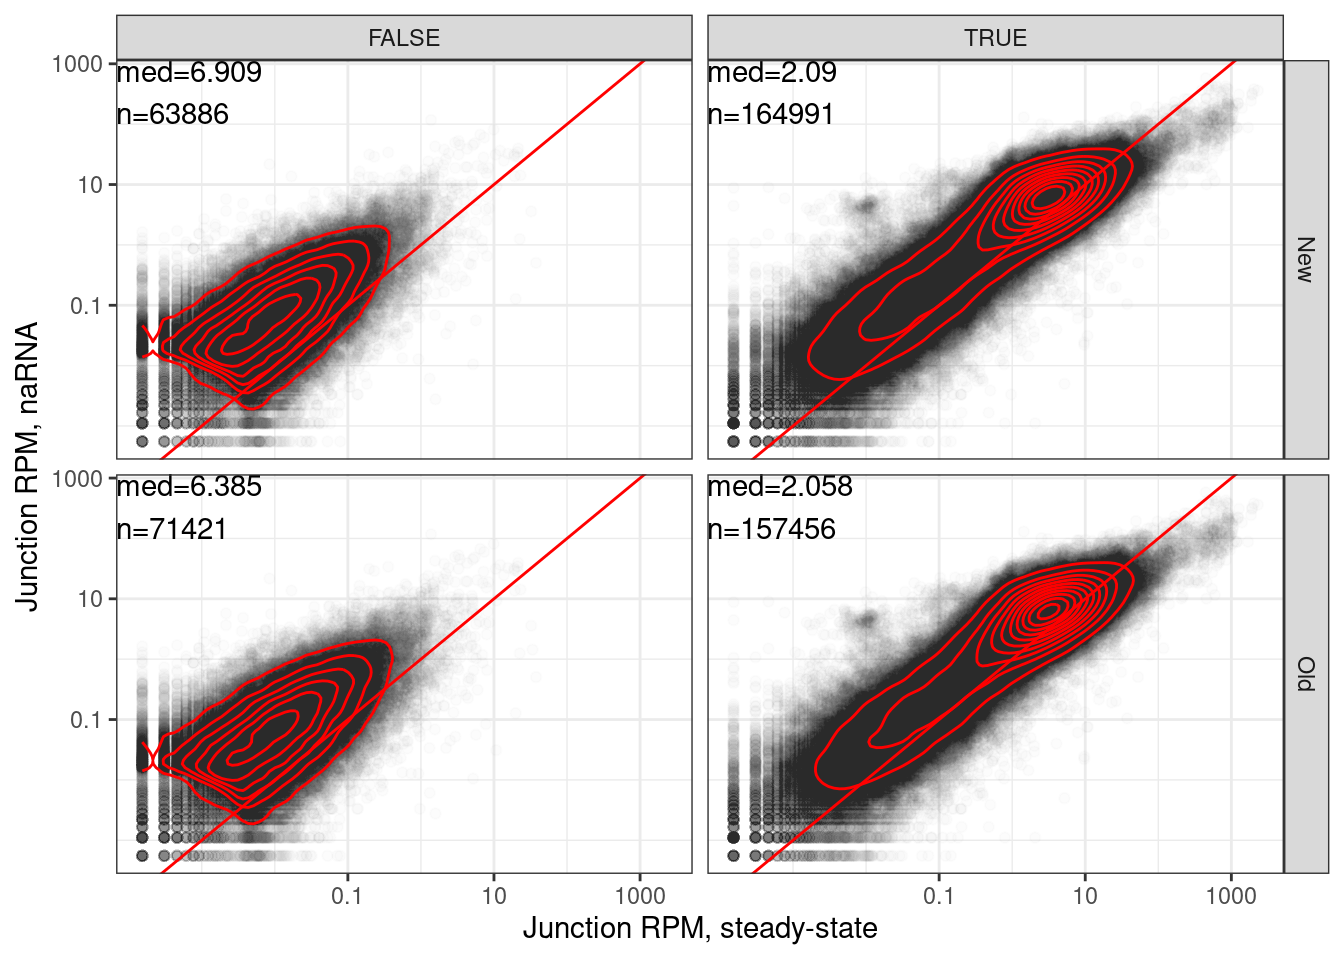 FALSE
TRUE
1000
10
0.1
med=6.909
n=63886
med=2.09
n=164991
New
Junction RPM, naRNA
1000
10
0.1
med=6.385
n=71421
med=2.058
n=157456
Old
0.1
10
1000
0.1
10
1000
Junction RPM, steady-state